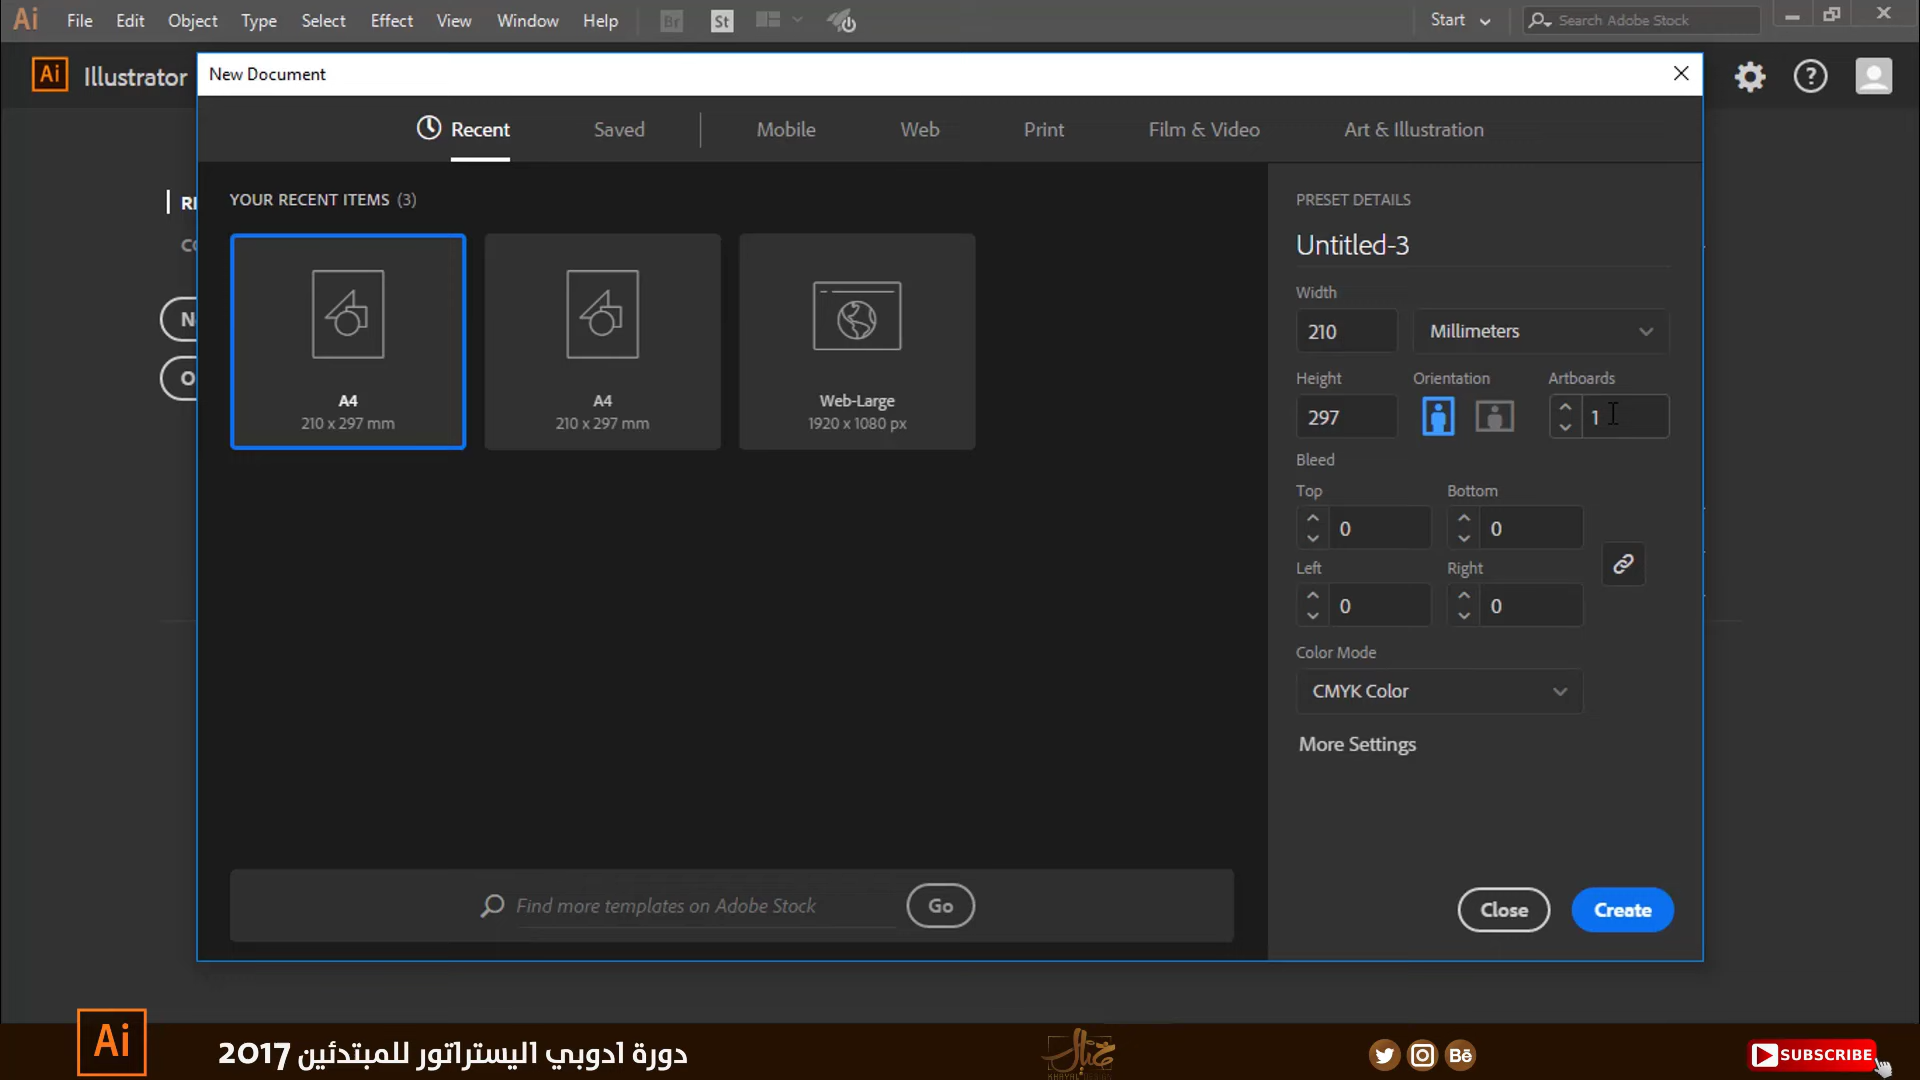 Ai File Edit Object Type Select Effect View Window Help Br St Start Search Adobe Stock
Ai Illustrator
New Document
Recent Saved Mobile Web Print Film & Video Art & Illustration
YOUR RECENT ITEMS (3)
A4
210 x 297 mm
A4
210 x 297 mm
Web-Large
1920 x 1080 px
Find more templates on Adobe Stock Go
PRESET DETAILS
Untitled-3
Width
210 Millimeters
Height Orientation Artboards
297 1
Bleed
Top Bottom
0 0
Left Right
0 0
Color Mode
CMYK Color
More Settings
Close Create
Ai دورة ادوبي اليستراتور للمبتدئين 2017
Bē
SUBSCRIBE